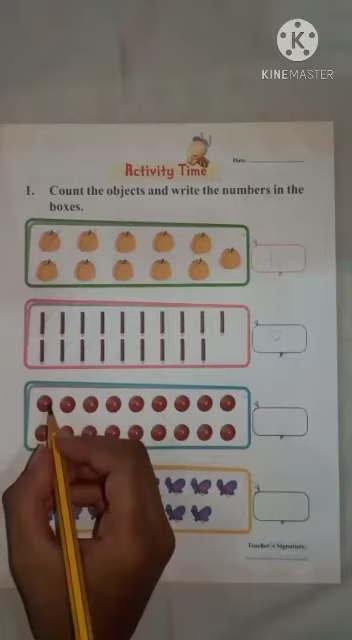 K
KINEMASTER
Activity Time
Date:
1. Count the objects and write the numbers in the
boxes.
Teacher's Signature: